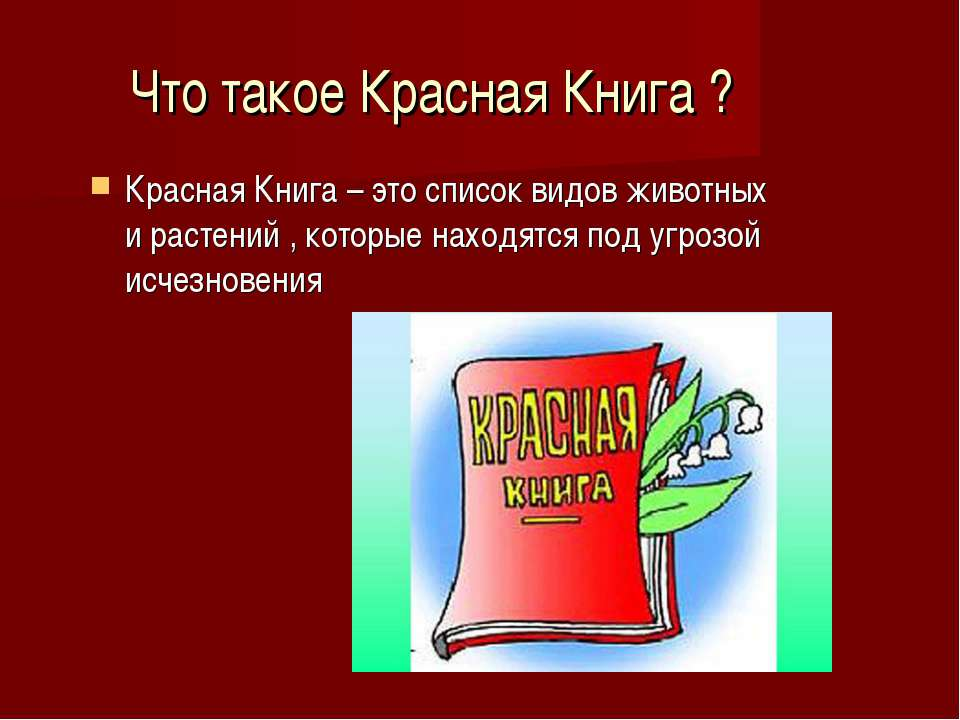 Что такое Красная Книга ?
Красная Книга – это список видов животных
и растений , которые находятся под угрозой
исчезновения
КРАСНАЯ
КНИГА